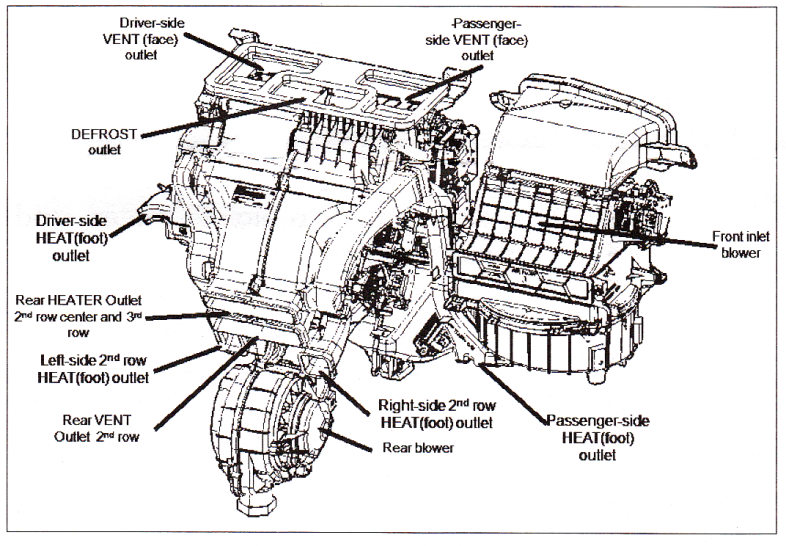 Driver-side
VENT (face)
outlet
-Passenger-
side VENT (face)
outlet
DEFROST
outlet
Driver-side
HEAT(foot)
outlet
Front inlet
blower
Rear HEATER Outlet
2nd row center and 3rd
row
Left-side 2nd row
HEAT(foot) outlet
Rear VENT
Outlet 2nd row
Right-side 2nd row
HEAT(foot) outlet
Rear blower
Passenger-side
HEAT(foot)
outlet